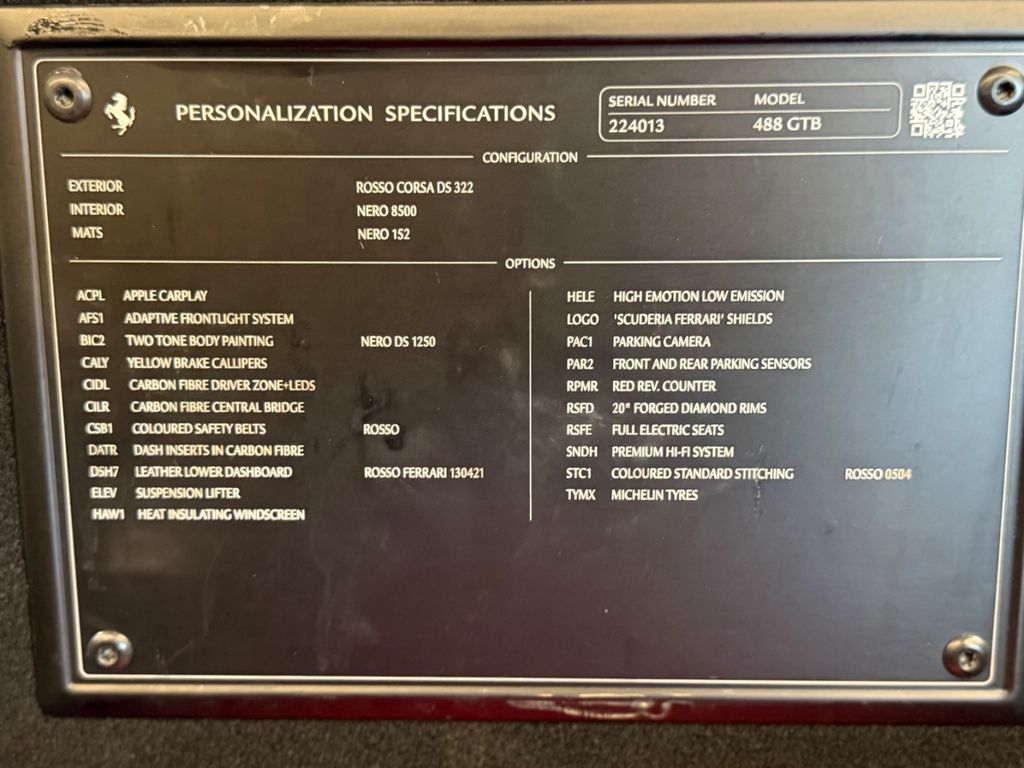 PERSONALIZATION SPECIFICATIONS
SERIAL NUMBER MODEL
224013 488 GTB
CONFIGURATION
EXTERIOR ROSSO CORSA DS 322
INTERIOR NERO 8500
MATS NERO 152
OPTIONS
ACPL APPLE CARPLAY
AFS1 ADAPTIVE FRONTLIGHT SYSTEM
BIC2 TWO TONE BODY PAINTING NERO DS 1250
CALY YELLOW BRAKE CALLIPERS
CIDL CARBON FIBRE DRIVER ZONE+LEDS
CILR CARBON FIBRE CENTRAL BRIDGE
CSB1 COLOURED SAFETY BELTS ROSSO
DATR DASH INSERTS IN CARBON FIBRE
DSH7 LEATHER LOWER DASHBOARD ROSSO FERRARI 130421
ELEV SUSPENSION LIFTER
HAW1 HEAT INSULATING WINDSCREEN
HELE HIGH EMOTION LOW EMISSION
LOGO 'SCUDERIA FERRARI' SHIELDS
PAC1 PARKING CAMERA
PAR2 FRONT AND REAR PARKING SENSORS
RPMR RED REV. COUNTER
RSFD 20" FORGED DIAMOND RIMS
RSFE FULL ELECTRIC SEATS
SNDH PREMIUM HI-FI SYSTEM
STC1 COLOURED STANDARD STITCHING ROSSO 0504
TYMX MICHELIN TYRES